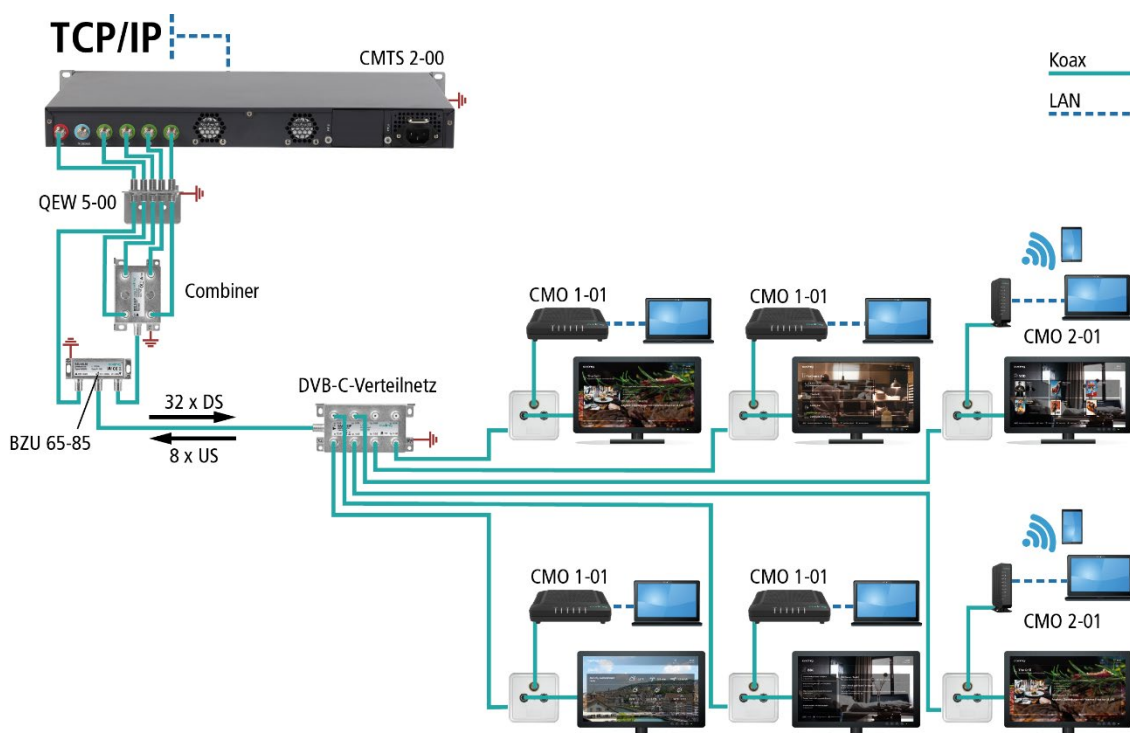 TCP/IP
CMTS 2-00
Koax
LAN
QEW 5-00
Combiner
BZU 65-85
32 x DS
8 x US
DVB-C-Verteilnetz
CMO 1-01
CMO 1-01
CMO 2-01
CMO 1-01
CMO 1-01
CMO 2-01